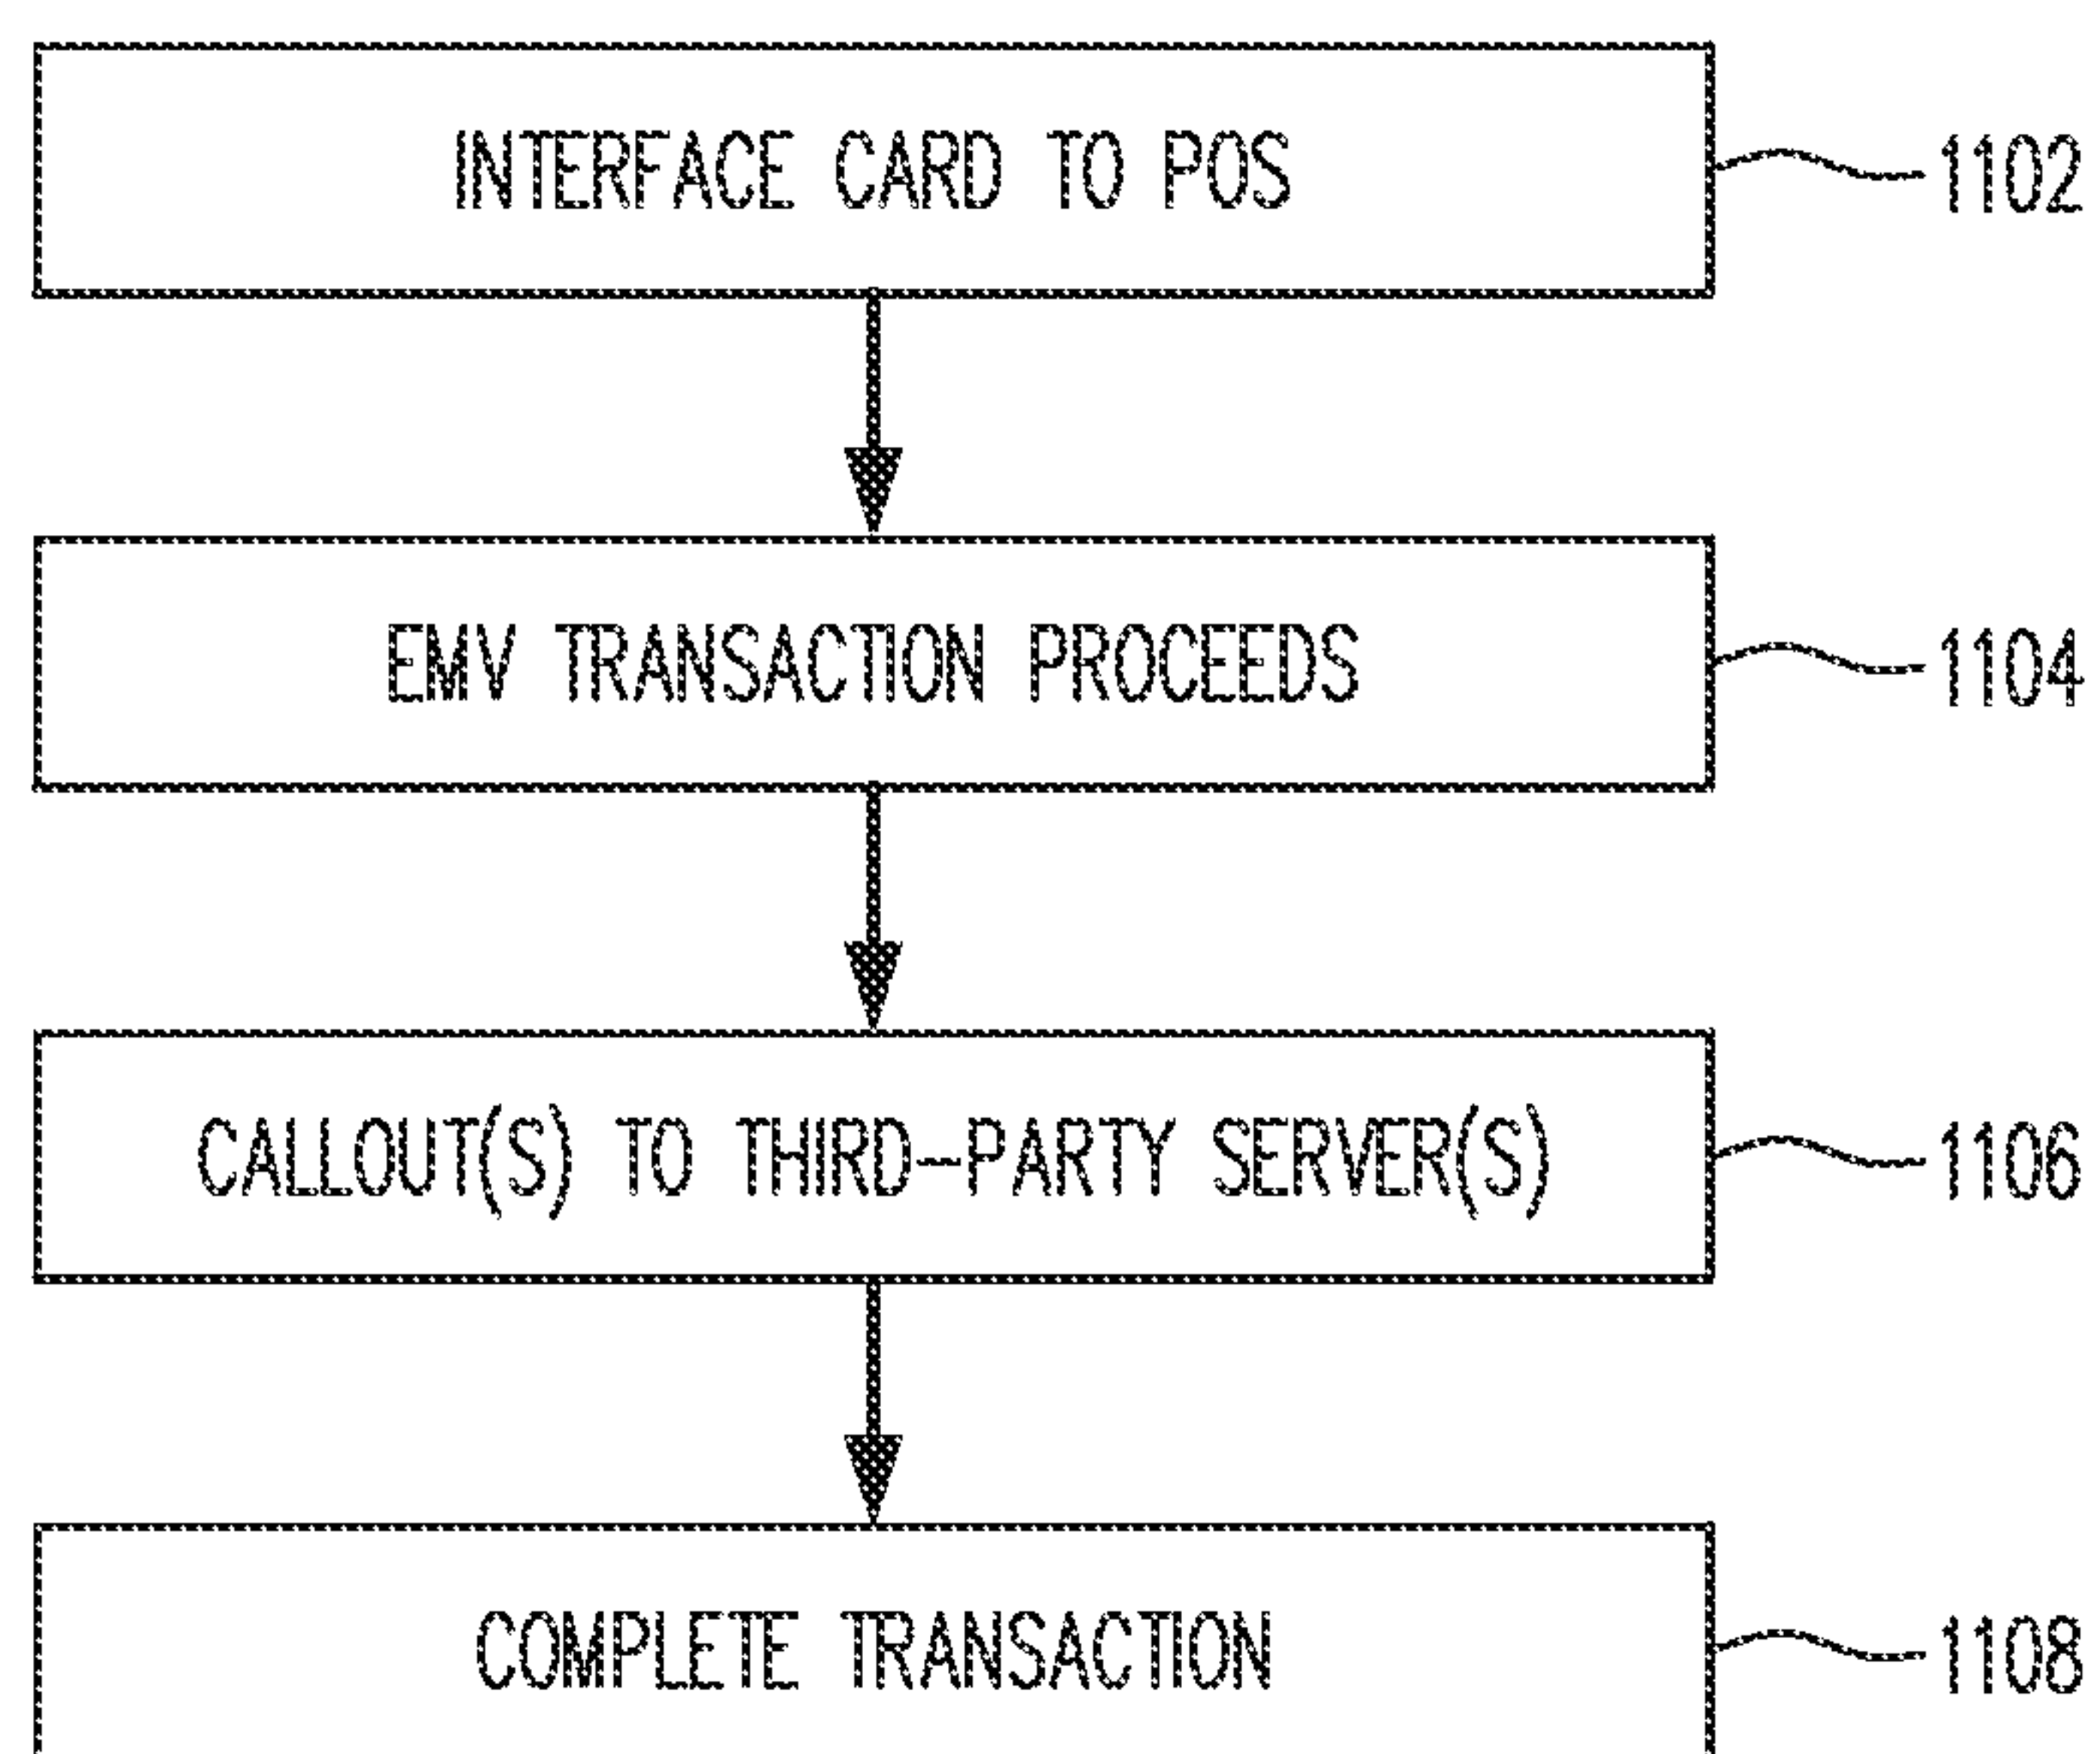 INTERFACE CARD TO POS
1102
EMV TRANSACTION PROCEEDS
1104
CALLOUT(S) TO THIRD-PARTY SERVER(S)
1106
COMPLETE TRANSACTION
1108